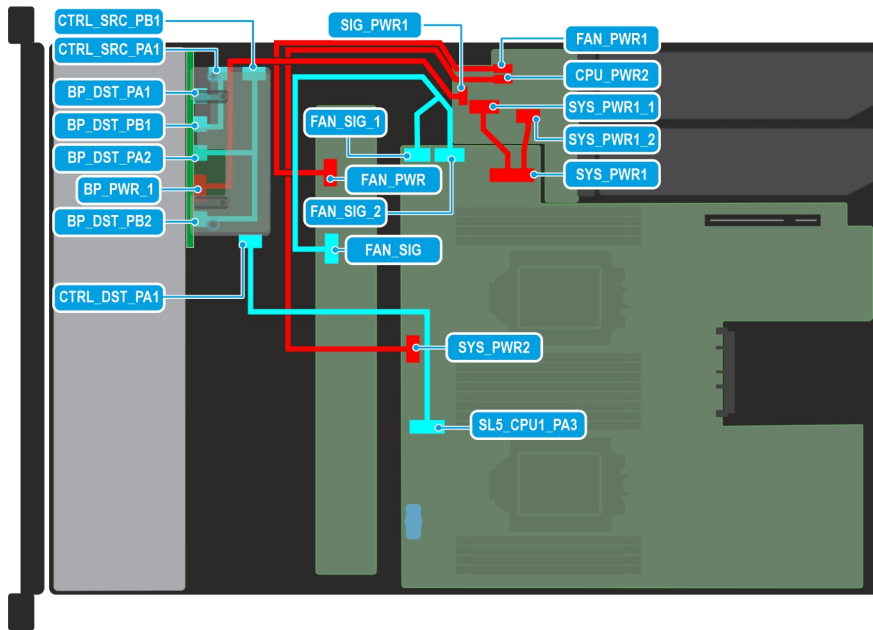 CTRL_SRC_PB1
CTRL_SRC_PA1
BP_DST_PA1
BP_DST_PB1
BP_DST_PA2
BP_PWR_1
BP_DST_PB2
CTRL_DST_PA1
SIG_PWR1
FAN_PWR1
CPU_PWR2
SYS_PWR1_1
SYS_PWR1_2
SYS_PWR1
FAN_SIG_1
FAN_PWR
FAN_SIG_2
FAN_SIG
SYS_PWR2
SL5_CPU1_PA3